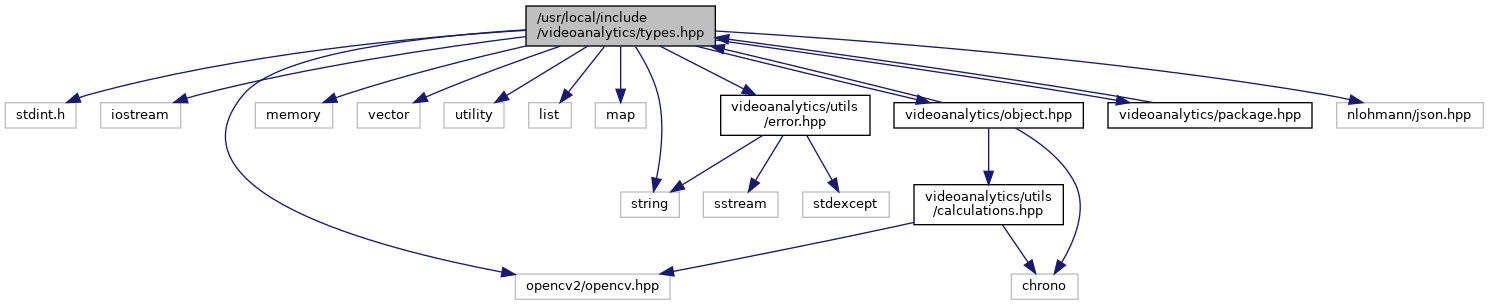 /usr/local/include
/videoanalytics/types.hpp
stdint.h
iostream
memory
vector
utility
list
map
videoanalytics/utils
/error.hpp
videoanalytics/object.hpp
videoanalytics/package.hpp
nlohmann/json.hpp
string
sstream
stdexcept
videoanalytics/utils
/calculations.hpp
opencv2/opencv.hpp
chrono